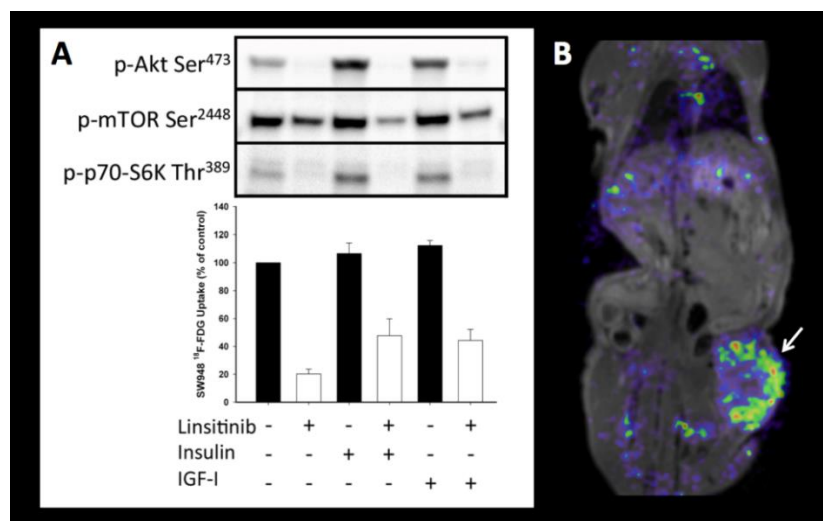 A
B
p-Akt Ser473
p-mTOR Ser2448
p-p70-S6K Thr389
SW948 18F-FDG Uptake (% of control)
140
120
100
80
60
40
20
0
Linsitinib - + - + - +
Insulin - - + + - -
IGF-I - - - - + +